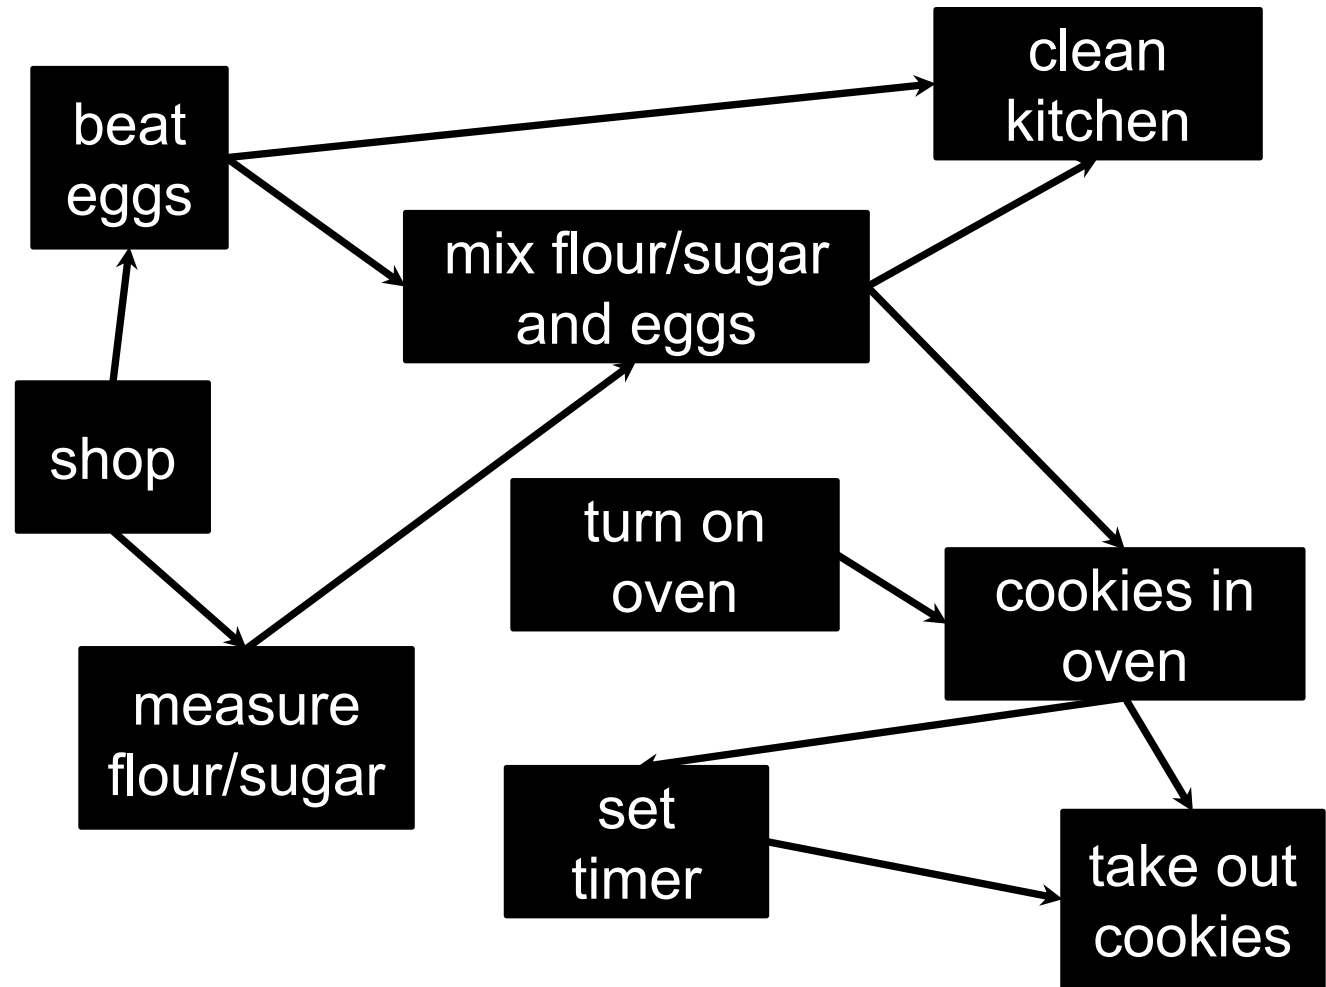 clean
kitchen
beat
eggs
mix flour/sugar
and eggs
shop
turn on
oven
cookies in
oven
measure
flour/sugar
set
timer
take out
cookies